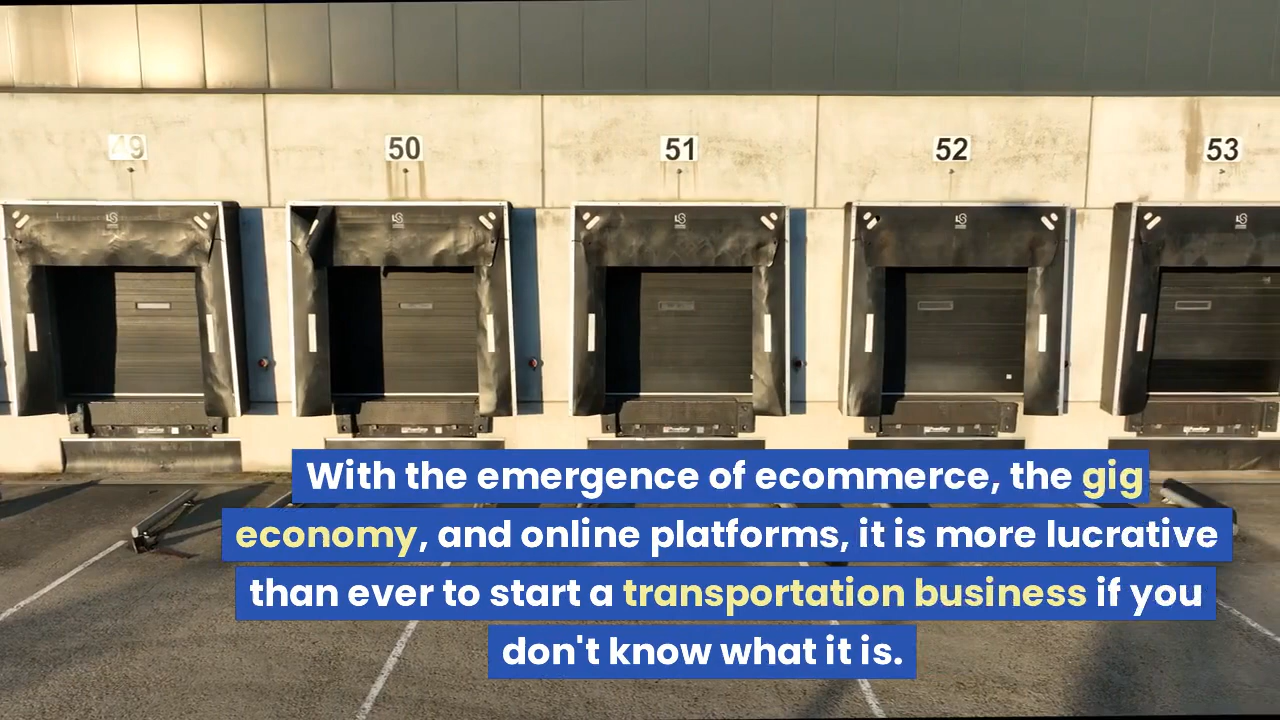 49
50
51
52
53
With the emergence of ecommerce, the gig
economy, and online platforms, it is more lucrative
than ever to start a transportation business if you
don't know what it is.